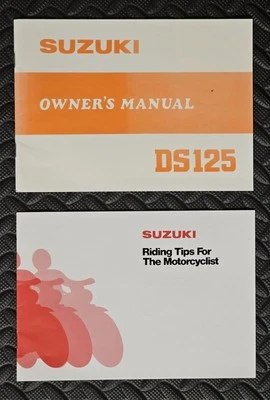 SUZUKI
OWNER'S MANUAL
DS125
SUZUKI
Riding Tips For
The Motorcyclist